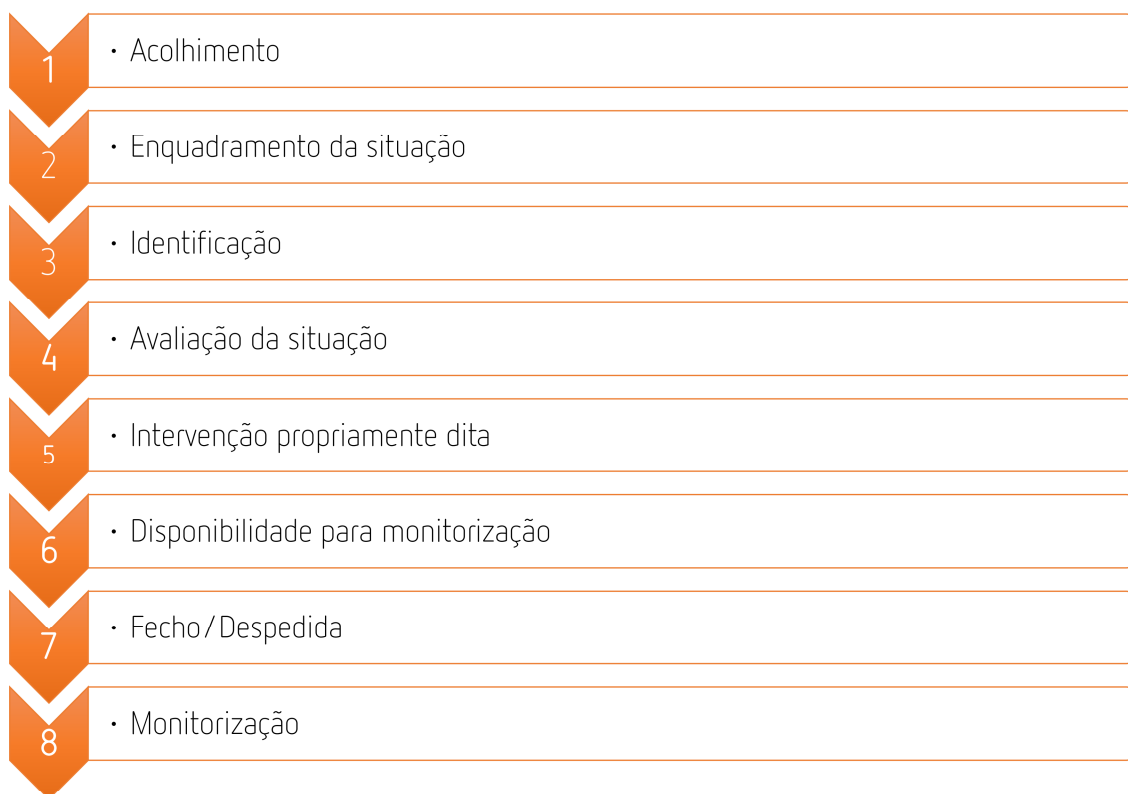 1 · Acolhimento
2 · Enquadramento da situação
3 · Identificação
4 · Avaliação da situação
5 · Intervenção propriamente dita
6 · Disponibilidade para monitorização
7 · Fecho/Despedida
8 · Monitorização